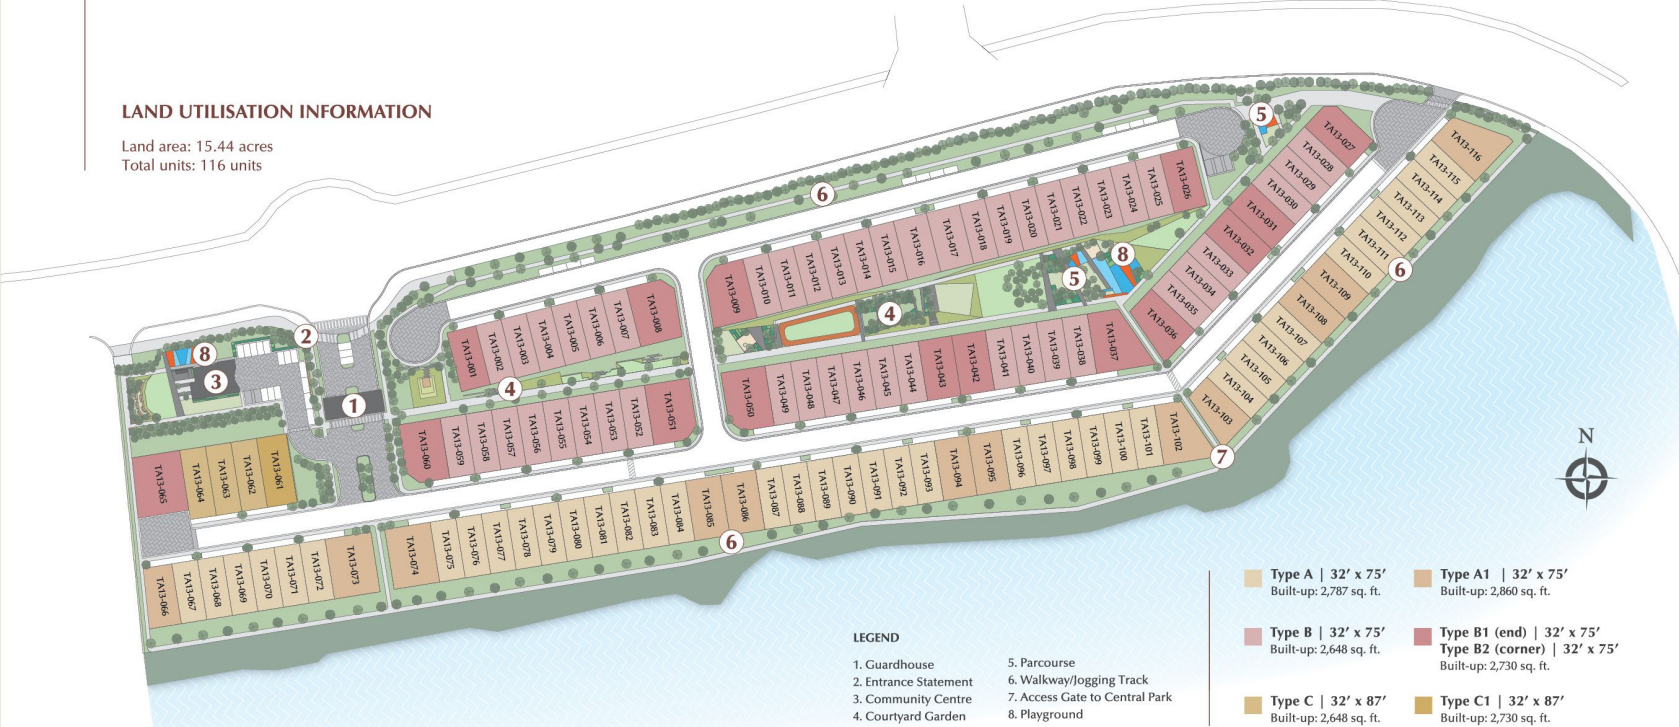 LAND UTILISATION INFORMATION
Land area: 15.44 acres
Total units: 116 units
5
6
8
5
6
4
2
8
3
1
4
7
6
TA13-001
TA13-002
TA13-003
TA13-004
TA13-005
TA13-006
TA13-007
TA13-008
TA13-009
TA13-010
TA13-011
TA13-012
TA13-013
TA13-014
TA13-015
TA13-016
TA13-017
TA13-018
TA13-019
TA13-020
TA13-021
TA13-022
TA13-023
TA13-024
TA13-025
TA13-026
TA13-027
TA13-028
TA13-029
TA13-030
TA13-031
TA13-032
TA13-033
TA13-034
TA13-035
TA13-036
TA13-037
TA13-038
TA13-039
TA13-040
TA13-041
TA13-042
TA13-043
TA13-044
TA13-045
TA13-046
TA13-047
TA13-048
TA13-049
TA13-050
TA13-051
TA13-052
TA13-053
TA13-054
TA13-055
TA13-056
TA13-057
TA13-058
TA13-059
TA13-060
TA13-061
TA13-062
TA13-063
TA13-064
TA13-065
TA13-066
TA13-067
TA13-068
TA13-069
TA13-070
TA13-071
TA13-072
TA13-073
TA13-074
TA13-075
TA13-076
TA13-077
TA13-078
TA13-079
TA13-080
TA13-081
TA13-082
TA13-083
TA13-084
TA13-085
TA13-086
TA13-087
TA13-088
TA13-089
TA13-090
TA13-091
TA13-092
TA13-093
TA13-094
TA13-095
TA13-096
TA13-097
TA13-098
TA13-099
TA13-100
TA13-101
TA13-102
TA13-103
TA13-104
TA13-105
TA13-106
TA13-107
TA13-108
TA13-109
TA13-110
TA13-111
TA13-112
TA13-113
TA13-114
TA13-115
TA13-116
N
LEGEND
1. Guardhouse
2. Entrance Statement
3. Community Centre
4. Courtyard Garden
5. Parcourse
6. Walkway/Jogging Track
7. Access Gate to Central Park
8. Playground
Type A | 32’ x 75’
Built-up: 2,787 sq. ft.
Type A1 | 32’ x 75’
Built-up: 2,860 sq. ft.
Type B | 32’ x 75’
Built-up: 2,648 sq. ft.
Type B1 (end) | 32’ x 75’
Type B2 (corner) | 32’ x 75’
Built-up: 2,730 sq. ft.
Type C | 32’ x 87’
Built-up: 2,648 sq. ft.
Type C1 | 32’ x 87’
Built-up: 2,730 sq. ft.